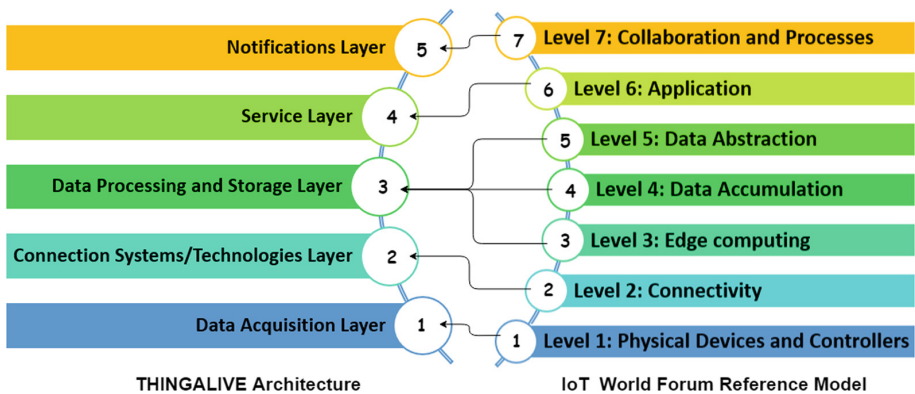 Notifications Layer 5
Service Layer 4
Data Processing and Storage Layer 3
Connection Systems/Technologies Layer 2
Data Acquisition Layer 1
THINGALIVE Architecture
7 Level 7: Collaboration and Processes
6 Level 6: Application
5 Level 5: Data Abstraction
4 Level 4: Data Accumulation
3 Level 3: Edge computing
2 Level 2: Connectivity
1 Level 1: Physical Devices and Controllers
IoT World Forum Reference Model